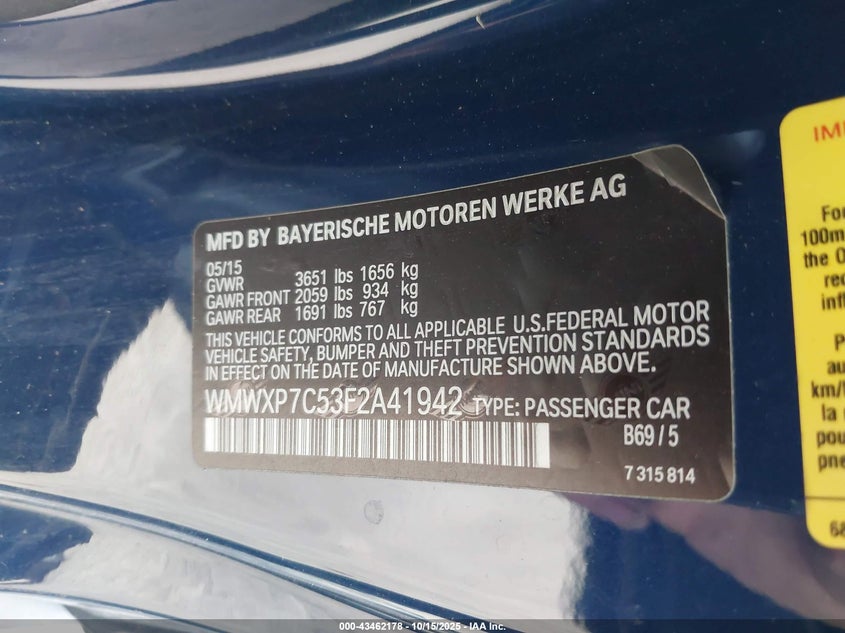 MFD BY BAYERISCHE MOTOREN WERKE AG
05/15
GVWR 3651 lbs 1656 kg
GAWR FRONT 2059 lbs 934 kg
GAWR REAR 1691 lbs 767 kg
THIS VEHICLE CONFORMS TO ALL APPLICABLE U.S.FEDERAL MOTOR
VEHICLE SAFETY, BUMPER AND THEFT PREVENTION STANDARDS
IN EFFECT ON THE DATE OF MANUFACTURE SHOWN ABOVE.
WMWXP7C53F2A41942 TYPE: PASSENGER CAR
B69 / 5
7 315 814
100m
the O
km/
la
pou
000-43462178 - 10/15/2025 - IAA Inc.